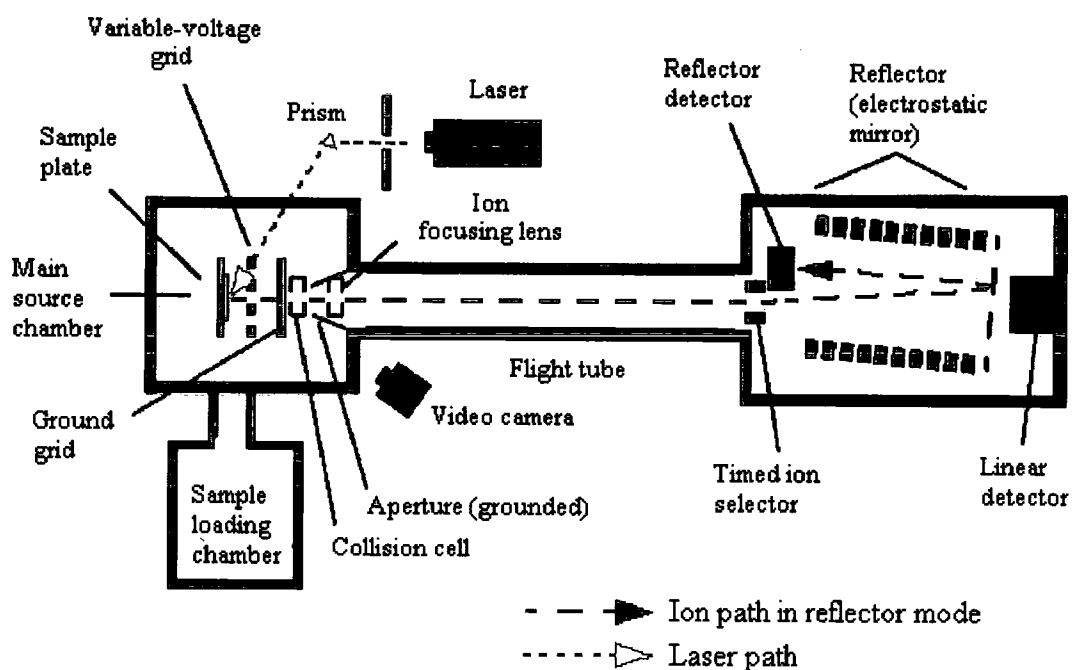 Variable-voltage
grid
Laser
Prism
Reflector
detector
Reflector
(electrostatic
mirror)
Sample
plate
Ion
focusing lens
Main
source
chamber
Flight tube
Video camera
Ground
grid
Timed ion
selector
Linear
detector
Sample
loading
chamber
Aperture (grounded)
Collision cell
Ion path in reflector mode
Laser path